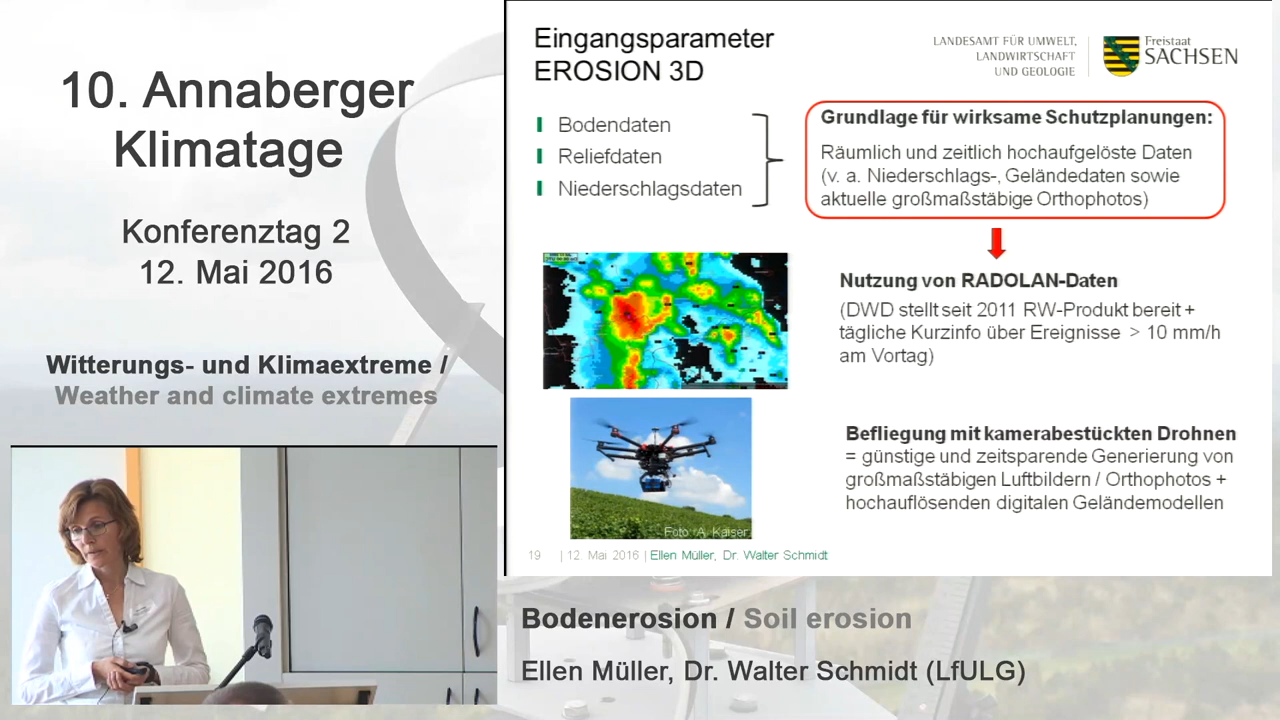 10. Annaberger
Klimatage
Konferenztag 2
12. Mai 2016
Witterungs- und Klimaextreme /
Weather and climate extremes
Eingangsparameter
EROSION 3D
LANDESAMT FÜR UMWELT,
LANDWIRTSCHAFT
UND GEOLOGIE
Freistaat
SACHSEN
Bodendaten
Reliefdaten
Niederschlagsdaten
Grundlage für wirksame Schutzplanungen:
Räumlich und zeitlich hochaufgelöste Daten
(v. a. Niederschlags-, Geländedaten sowie
aktuelle großmaßstäbige Orthophotos)
Nutzung von RADOLAN-Daten
(DWD stellt seit 2011 RW-Produkt bereit +
tägliche Kurzinfo über Ereignisse > 10 mm/h
am Vortag)
Befliegung mit kamerabestückten Drohnen
= günstige und zeitsparende Generierung von
großmaßstäbigen Luftbildern / Orthophotos +
hochauflösenden digitalen Geländemodellen
Foto: A. Kaiser
19 | 12. Mai 2016 | Ellen Müller, Dr. Walter Schmidt
Bodenerosion / Soil erosion
Ellen Müller, Dr. Walter Schmidt (LfULG)